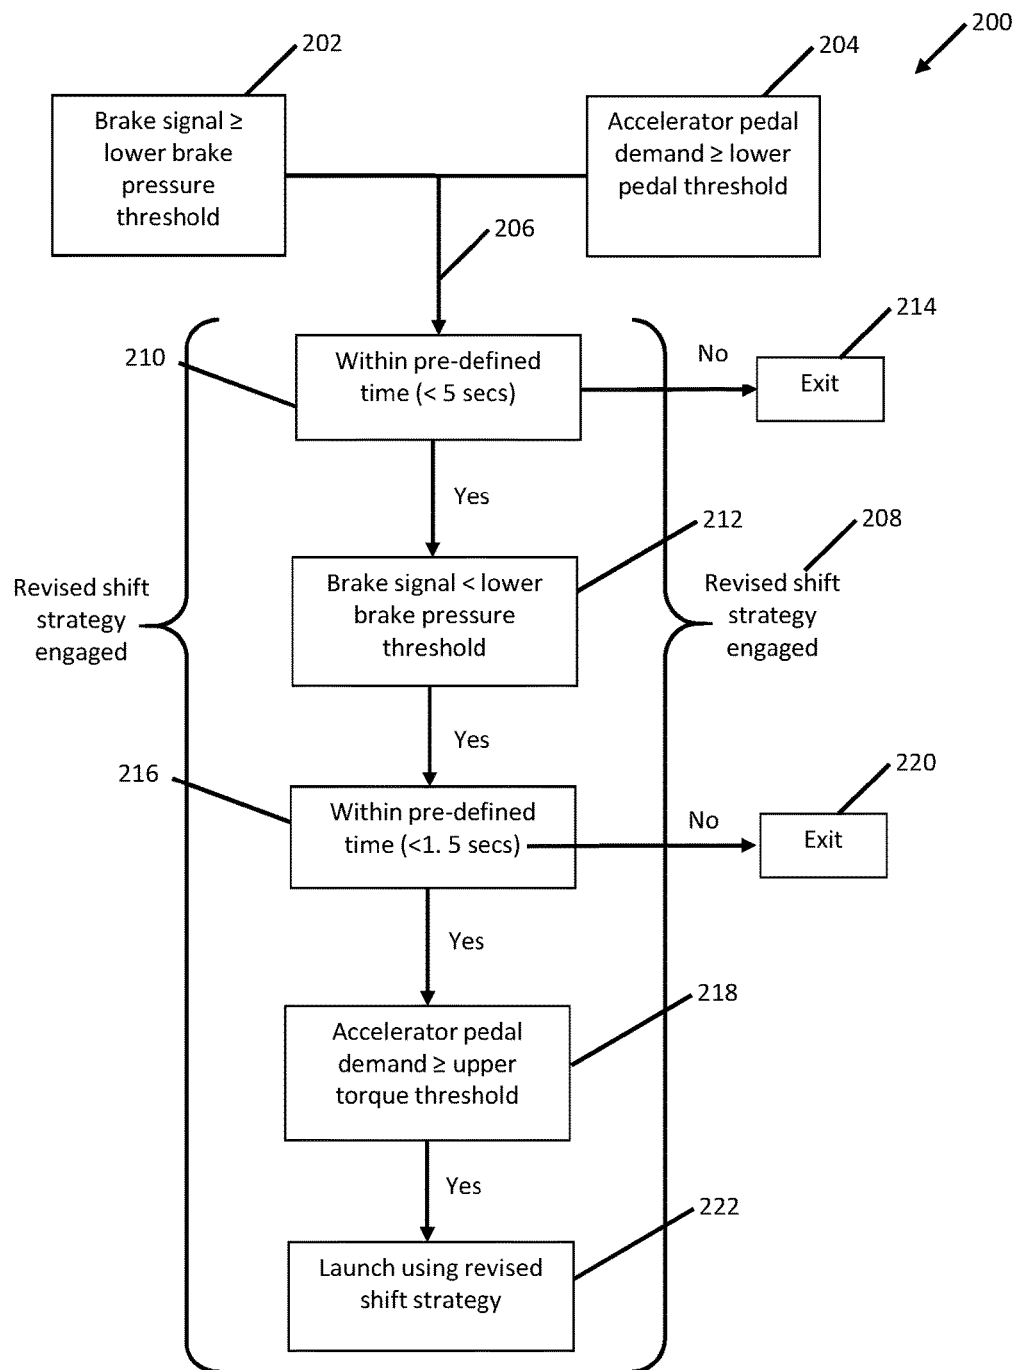 200
202
204
Brake signal ≥
lower brake
pressure
threshold
Accelerator pedal
demand ≥ lower
pedal threshold
206
210
Within pre-defined
time (< 5 secs)
No
214
Exit
Yes
212
Brake signal < lower
brake pressure
threshold
Revised shift
strategy
engaged
208
Revised shift
strategy
engaged
Yes
216
Within pre-defined
time (<1. 5 secs)
No
220
Exit
Yes
218
Accelerator pedal
demand ≥ upper
torque threshold
Yes
222
Launch using revised
shift strategy